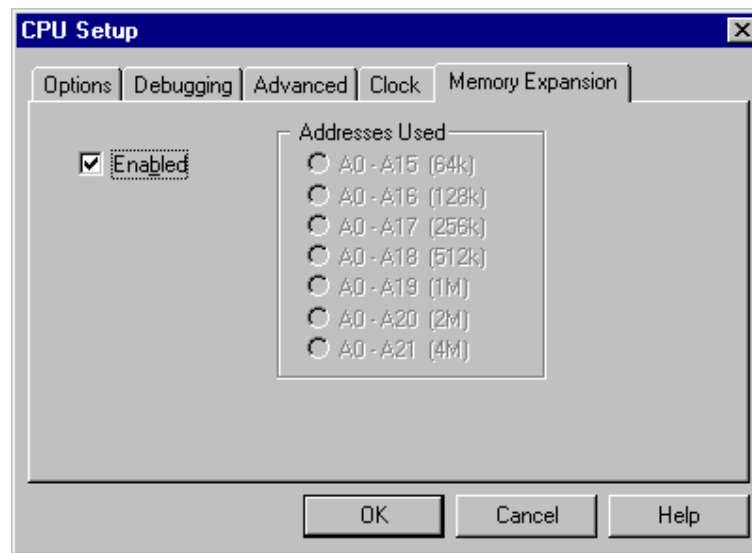 CPU Setup
Options Debugging Advanced Clock Memory Expansion
Enabled
Addresses Used
A0 - A15 (64k)
A0 - A16 (128k)
A0 - A17 (256k)
A0 - A18 (512k)
A0 - A19 (1M)
A0 - A20 (2M)
A0 - A21 (4M)
OK Cancel Help